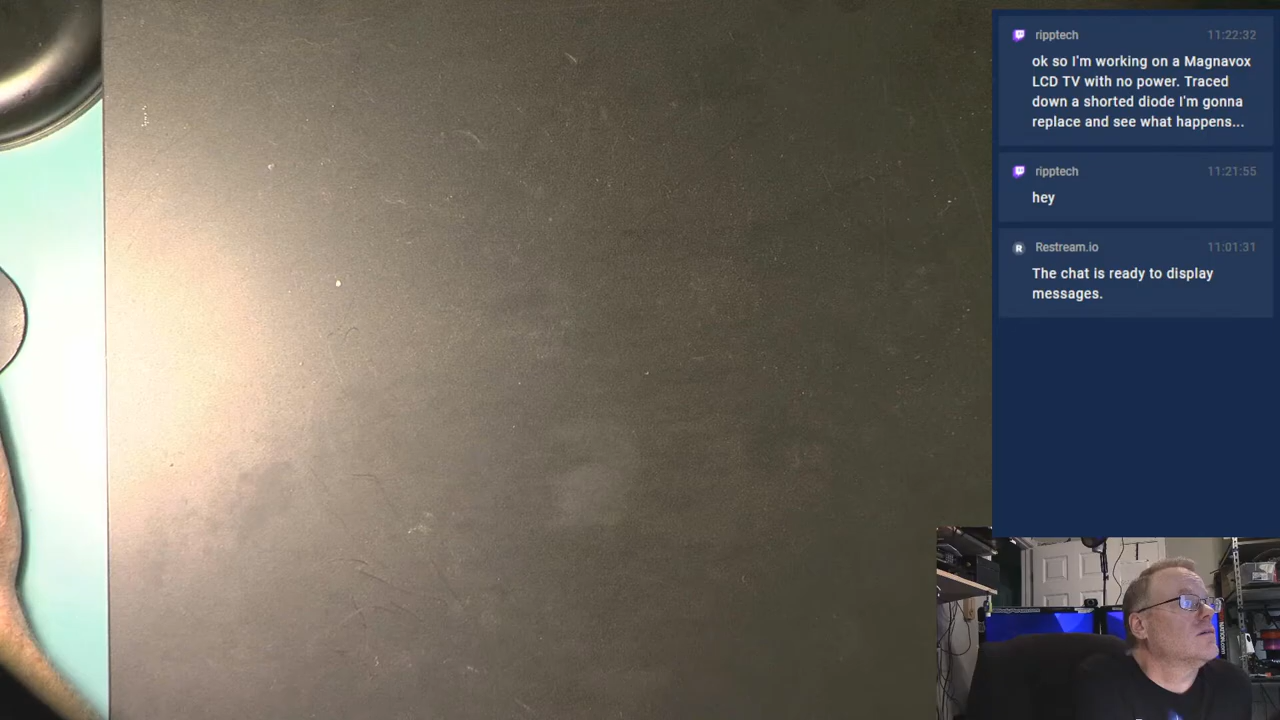 ripptech 11:22:32
ok so I'm working on a Magnavox
LCD TV with no power. Traced
down a shorted diode I'm gonna
replace and see what happens...
ripptech 11:21:55
hey
Restream.io 11:01:31
The chat is ready to display
messages.